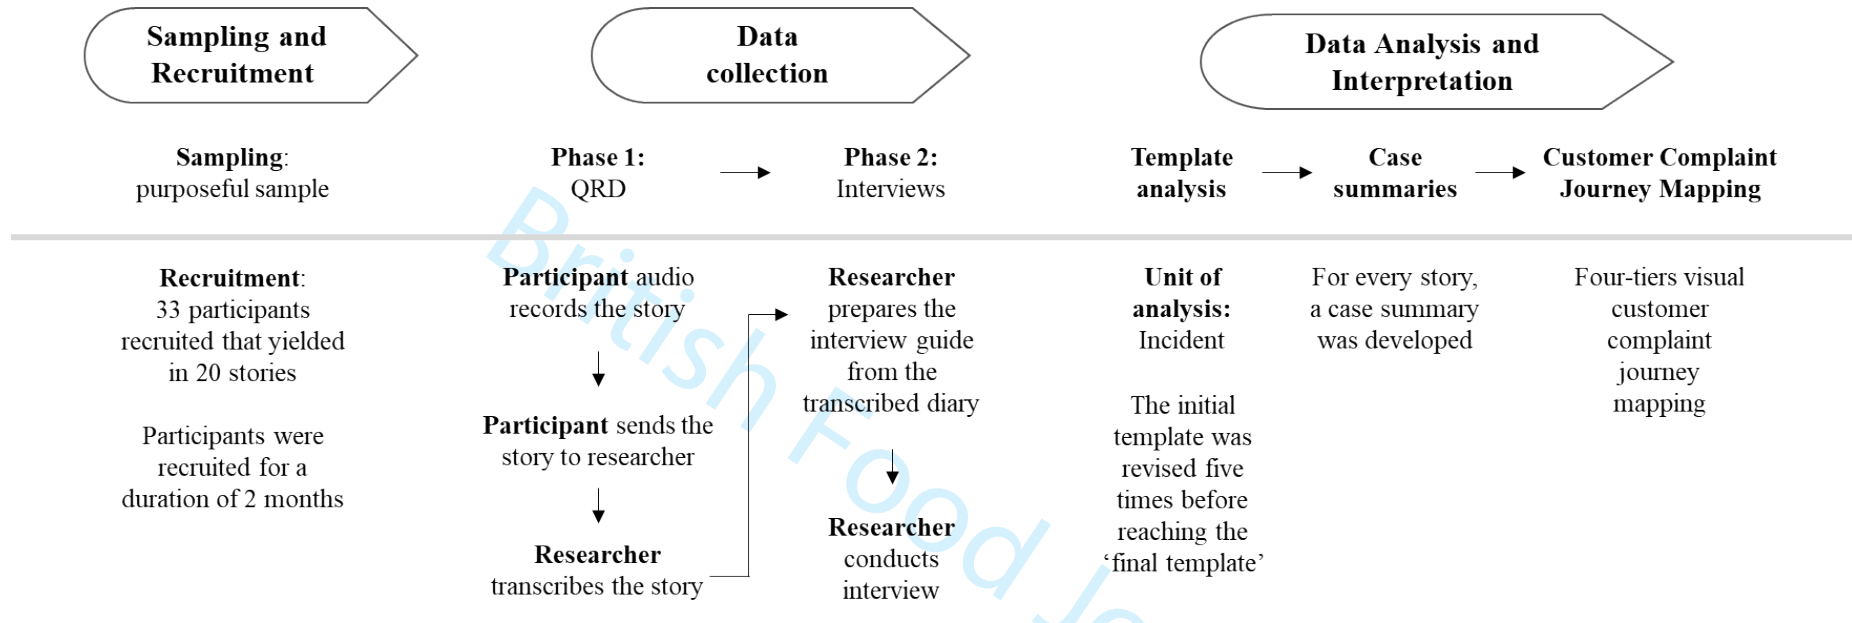 Sampling and
Recruitment
Data
collection
Data Analysis and
Interpretation
Sampling:
purposeful sample
Phase 1:
QRD
Phase 2:
Interviews
Template
analysis
Case
summaries
Customer Complaint
Journey Mapping
Recruitment:
33 participants
recruited that yielded
in 20 stories
Participants were
recruited for a
duration of 2 months
Participant audio
records the story
Participant sends the
story to researcher
Researcher
transcribes the story
Researcher
prepares the
interview guide
from the
transcribed diary
Researcher
conducts
interview
Unit of
analysis:
Incident
The initial
template was
revised five
times before
reaching the
‘final template’
For every story,
a case summary
was developed
Four-tiers visual
customer
complaint
journey
mapping
British Food Jo